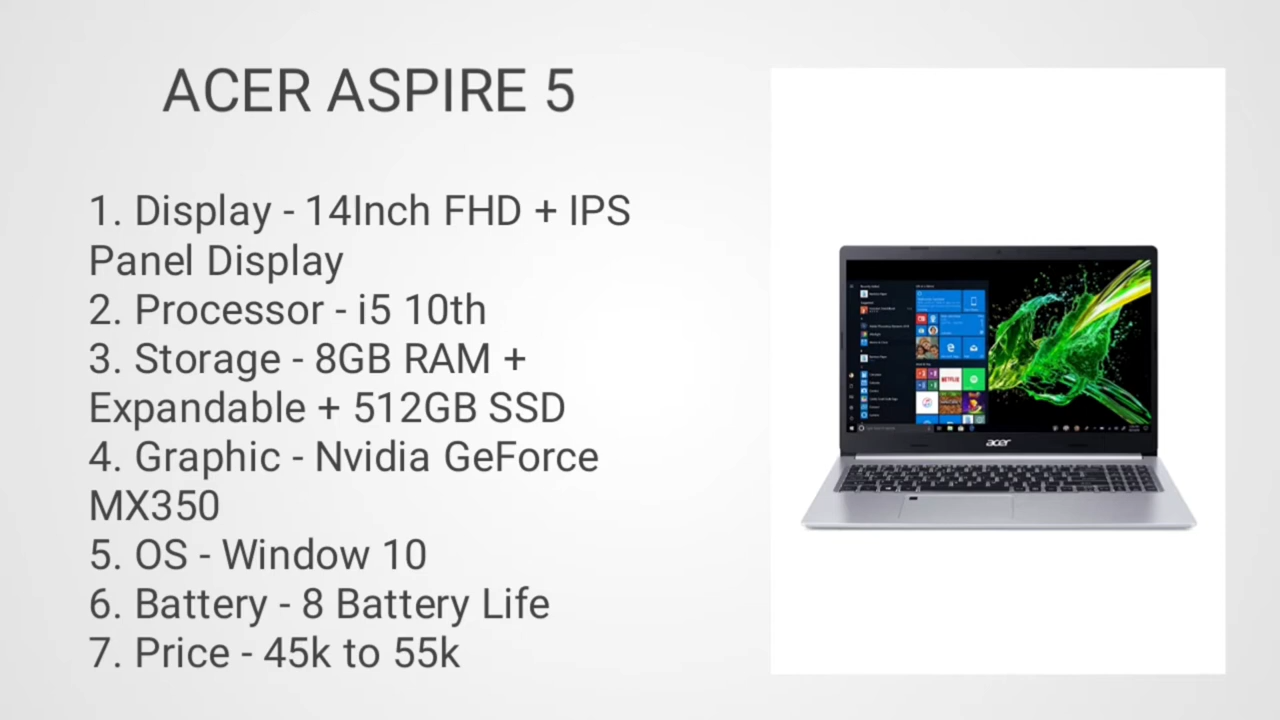 ACER ASPIRE 5
1. Display - 14Inch FHD + IPS
Panel Display
2. Processor - i5 10th
3. Storage - 8GB RAM +
Expandable + 512GB SSD
4. Graphic - Nvidia GeForce
MX350
5. OS - Window 10
6. Battery - 8 Battery Life
7. Price - 45k to 55k
NETFLIX
acer